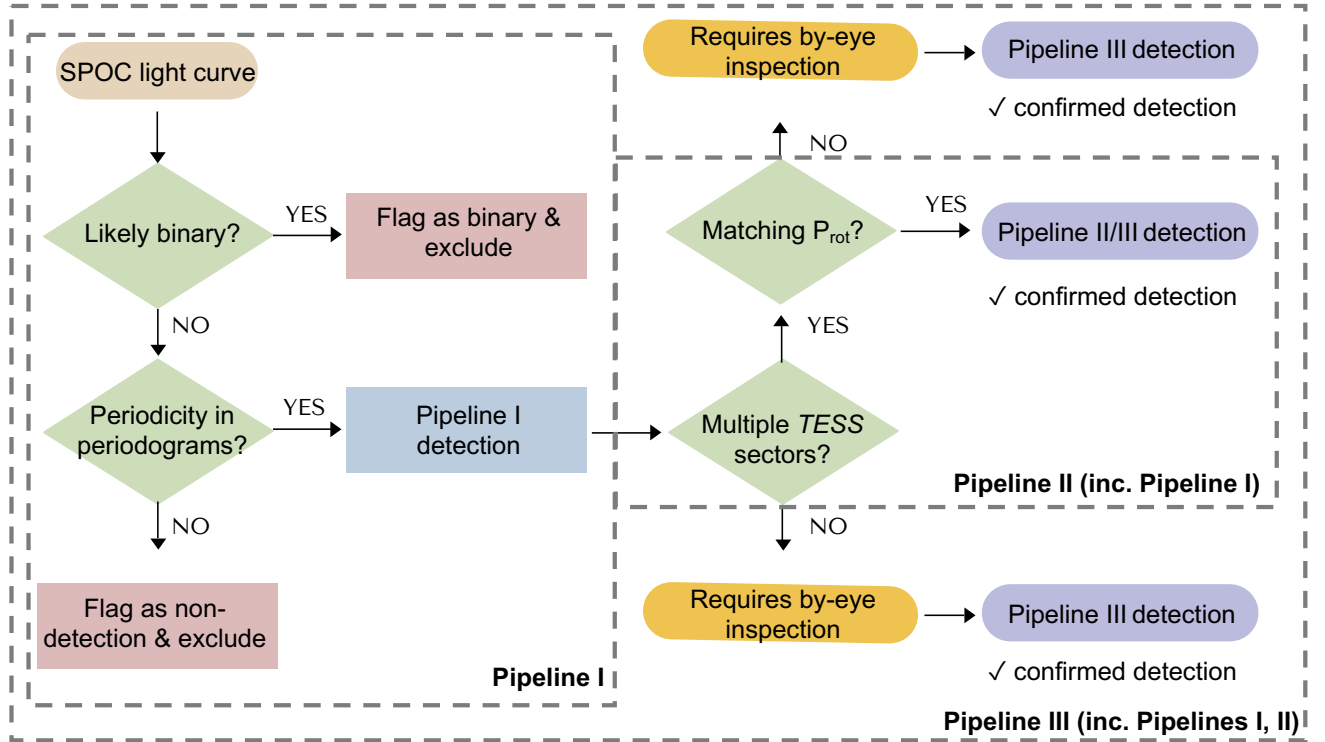 SPOC light curve
Likely binary?
YES
Flag as binary &
exclude
NO
Periodicity in
periodograms?
YES
Pipeline I
detection
NO
Flag as non-
detection & exclude
Pipeline I
Requires by-eye
inspection
Pipeline III detection
✓ confirmed detection
NO
Matching Prot?
YES
Pipeline II/III detection
✓ confirmed detection
YES
Multiple TESS
sectors?
Pipeline II (inc. Pipeline I)
NO
Requires by-eye
inspection
Pipeline III detection
✓ confirmed detection
Pipeline III (inc. Pipelines I, II)